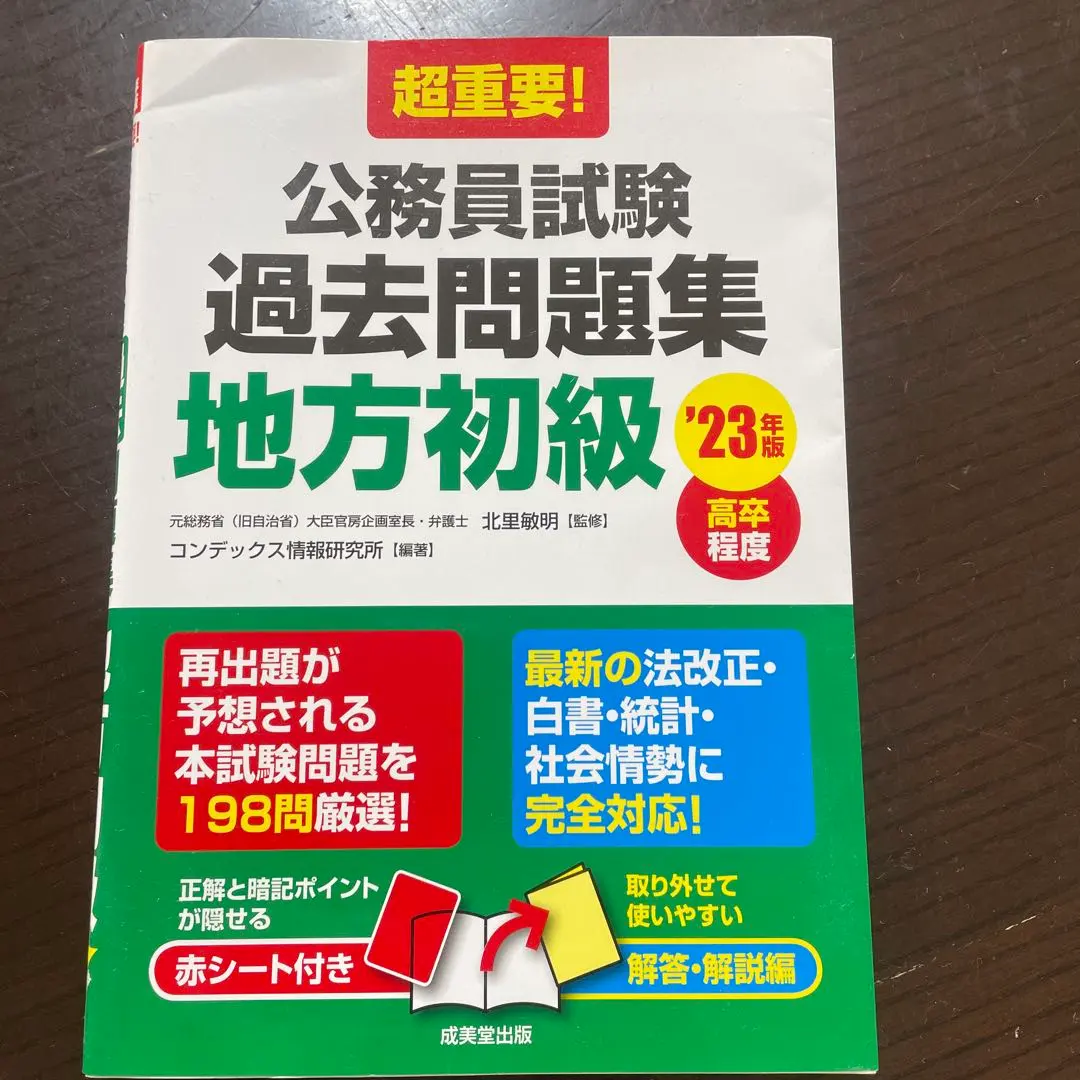 超重要!
公務員試験
過去問題集
地方初級
'23年版
高卒程度
元総務省(旧自治省)大臣官房企画室長・弁護士 北里敏明【監修】
コンデックス情報研究所【編著】
再出題が
予想される
本試験問題を
198問厳選!
最新の法改正・
白書・統計・
社会情勢に
完全対応!
正解と暗記ポイント
が隠せる
赤シート付き
取り外せて
使いやすい
解答・解説編
成美堂出版